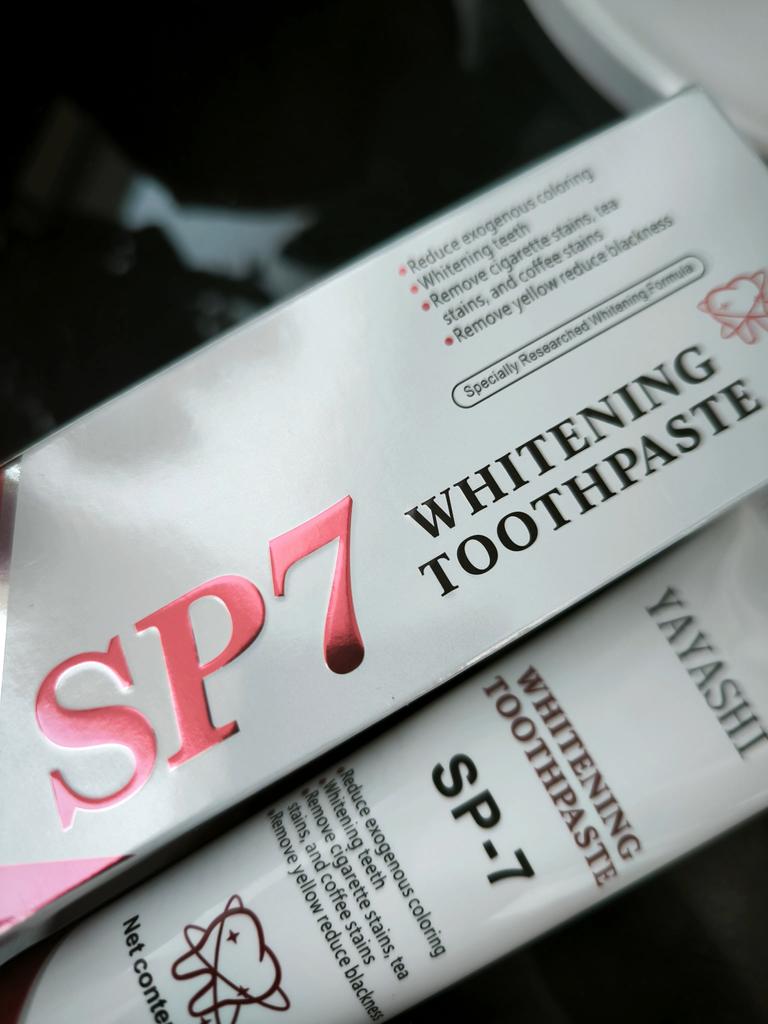 Reduce exogenous coloring
Whitening teeth
Remove cigarette stains, tea
stains, and coffee stains
Remove yellow reduce blackness
Specially Researched Whitening Formula
WHITENING
TOOTHPASTE
SP7
YAYASHI
WHITENING
TOOTHPASTE
SP-7
Reduce exogenous coloring
Whitening teeth
Remove cigarette stains, tea
stains, and coffee stains
Remove yellow reduce blackness
Net